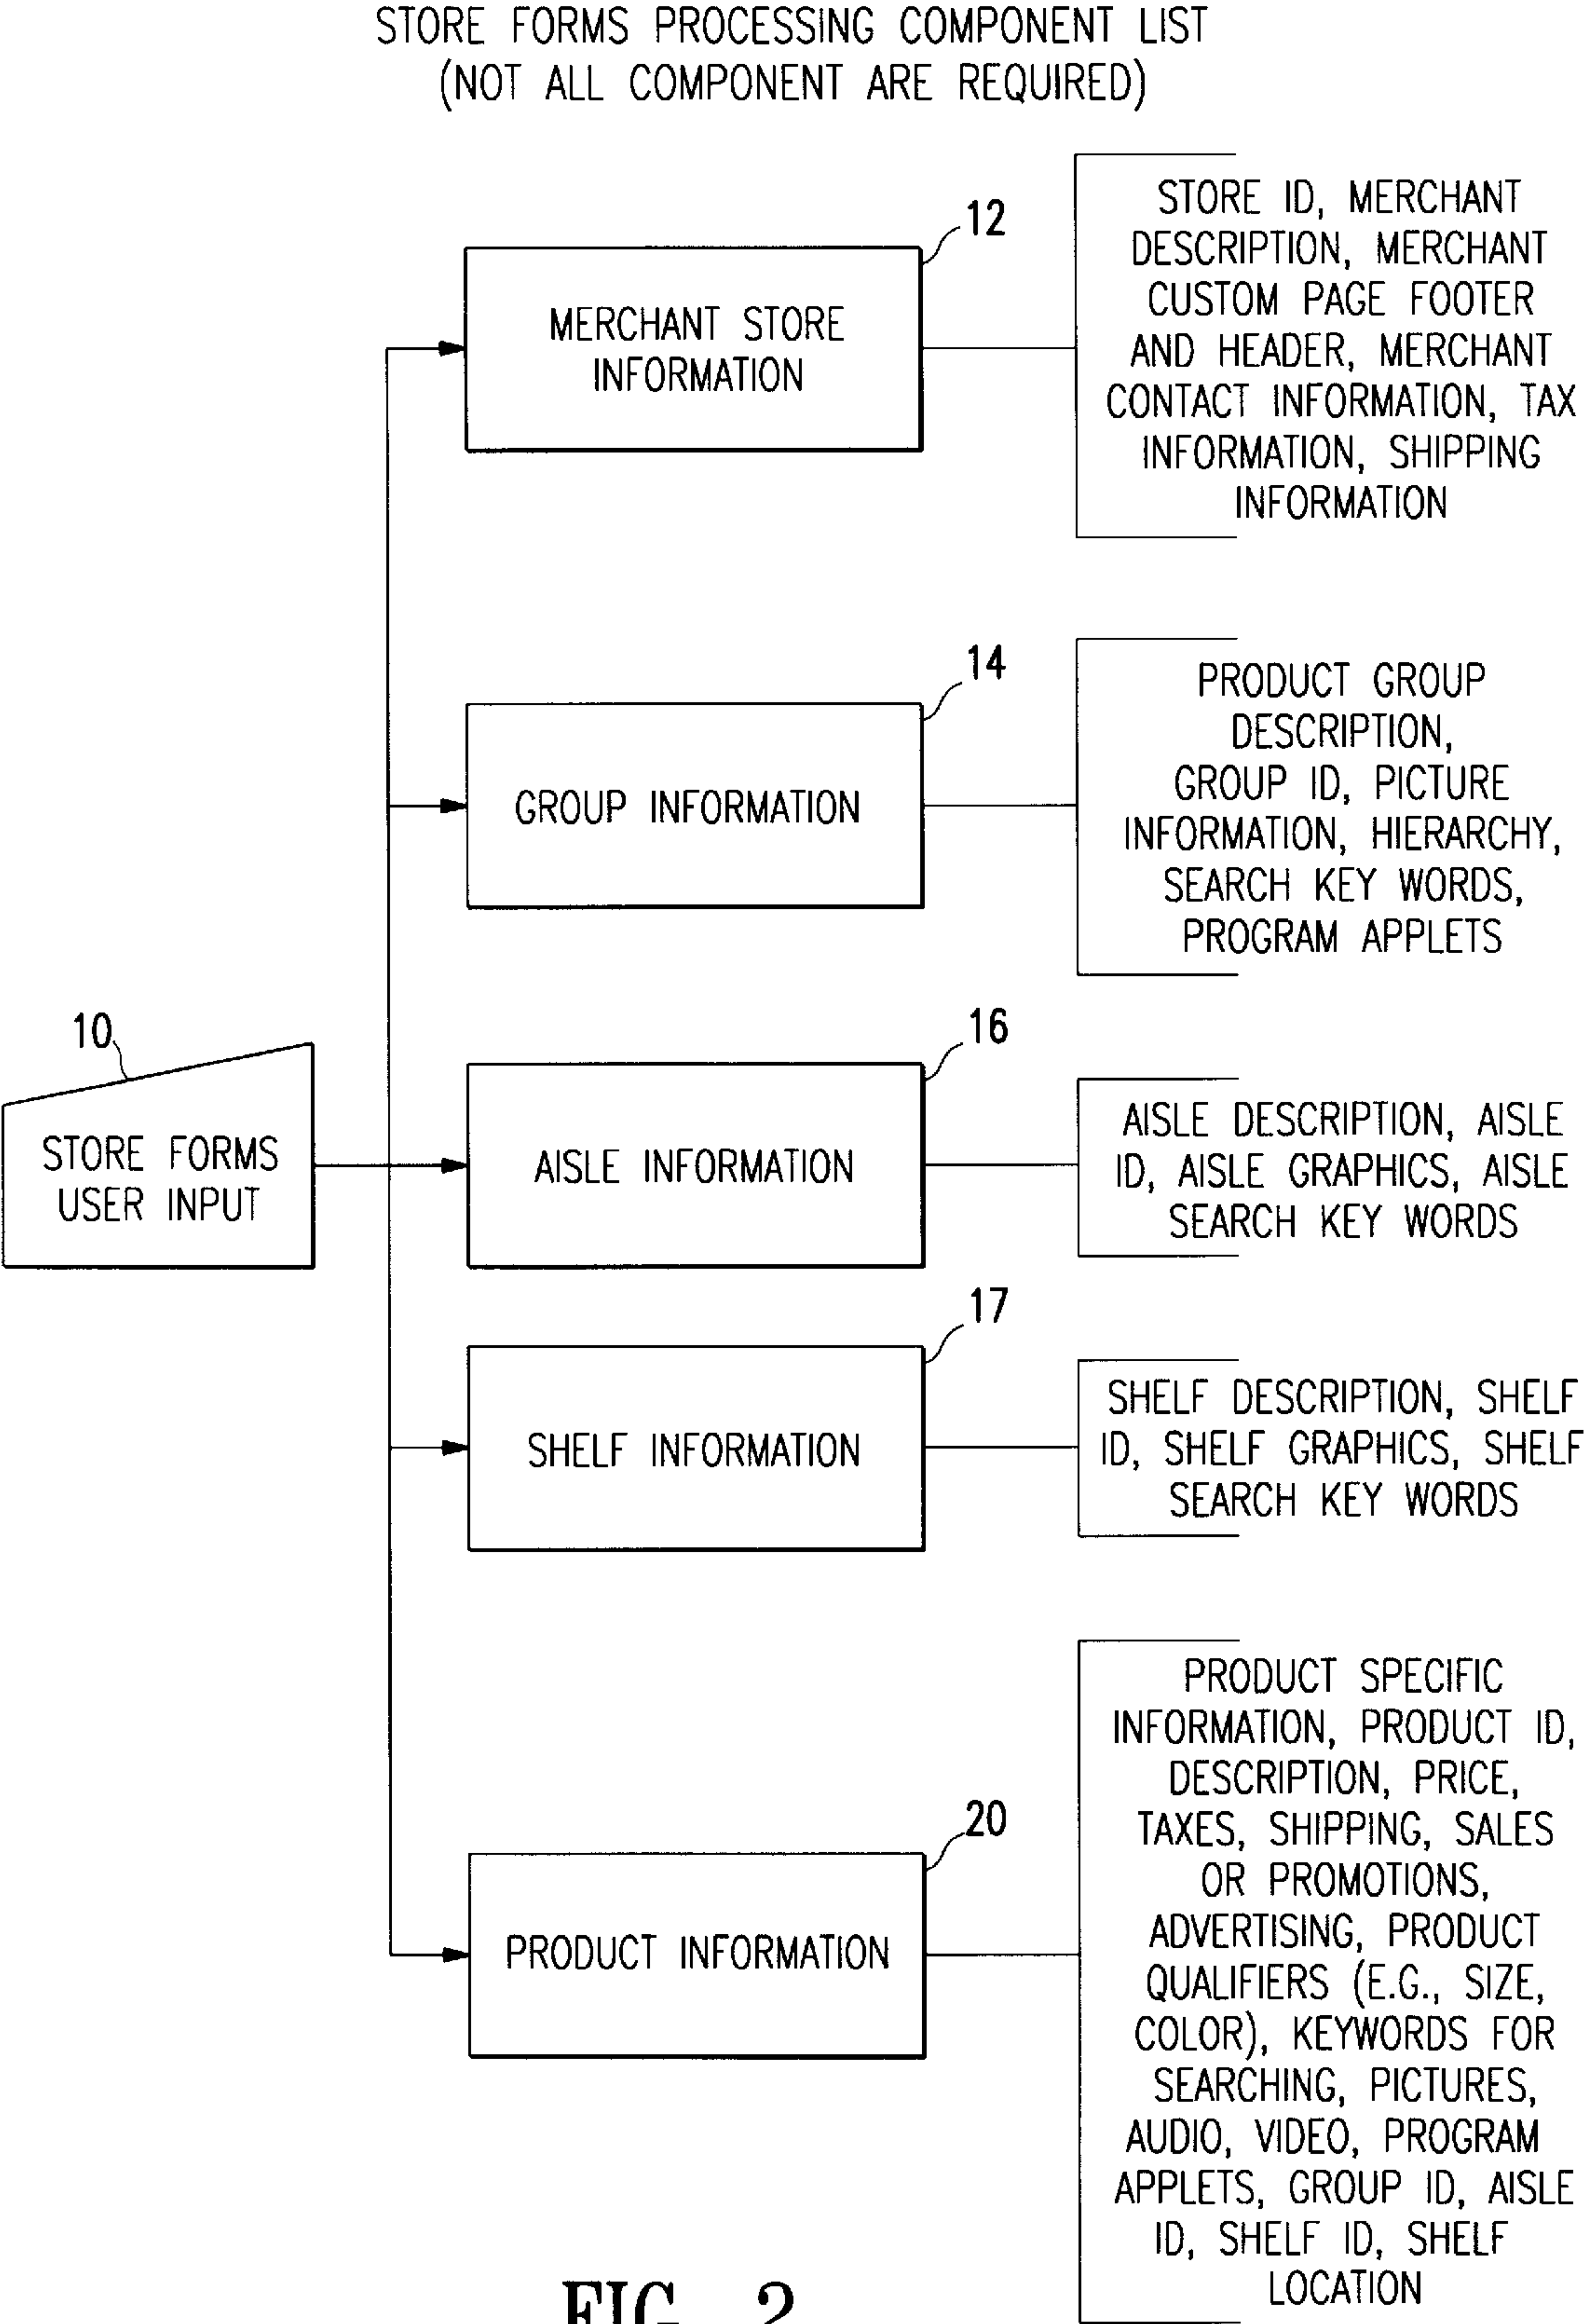 STORE FORMS PROCESSING COMPONENT LIST
(NOT ALL COMPONENT ARE REQUIRED)
12
MERCHANT STORE
INFORMATION
STORE ID, MERCHANT
DESCRIPTION, MERCHANT
CUSTOM PAGE FOOTER
AND HEADER, MERCHANT
CONTACT INFORMATION, TAX
INFORMATION, SHIPPING
INFORMATION
14
GROUP INFORMATION
PRODUCT GROUP
DESCRIPTION,
GROUP ID, PICTURE
INFORMATION, HIERARCHY,
SEARCH KEY WORDS,
PROGRAM APPLETS
10
STORE FORMS
USER INPUT
16
AISLE INFORMATION
AISLE DESCRIPTION, AISLE
ID, AISLE GRAPHICS, AISLE
SEARCH KEY WORDS
17
SHELF INFORMATION
SHELF DESCRIPTION, SHELF
ID, SHELF GRAPHICS, SHELF
SEARCH KEY WORDS
20
PRODUCT INFORMATION
PRODUCT SPECIFIC
INFORMATION, PRODUCT ID,
DESCRIPTION, PRICE,
TAXES, SHIPPING, SALES
OR PROMOTIONS,
ADVERTISING, PRODUCT
QUALIFIERS (E.G., SIZE,
COLOR), KEYWORDS FOR
SEARCHING, PICTURES,
AUDIO, VIDEO, PROGRAM
APPLETS, GROUP ID, AISLE
ID, SHELF ID, SHELF
LOCATION
FIG. 2